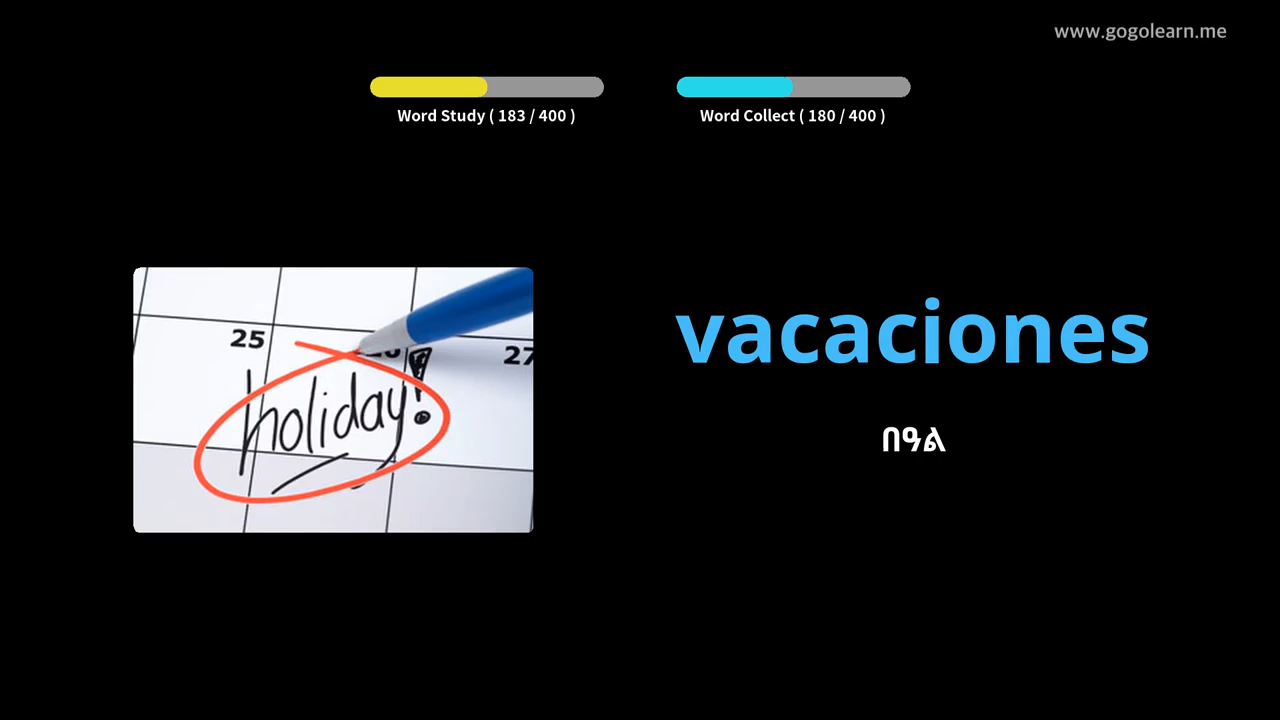 www.gogolearn.me
Word Study ( 183 / 400 )
Word Collect ( 180 / 400 )
25
27
holiday!
vacaciones
በዓል